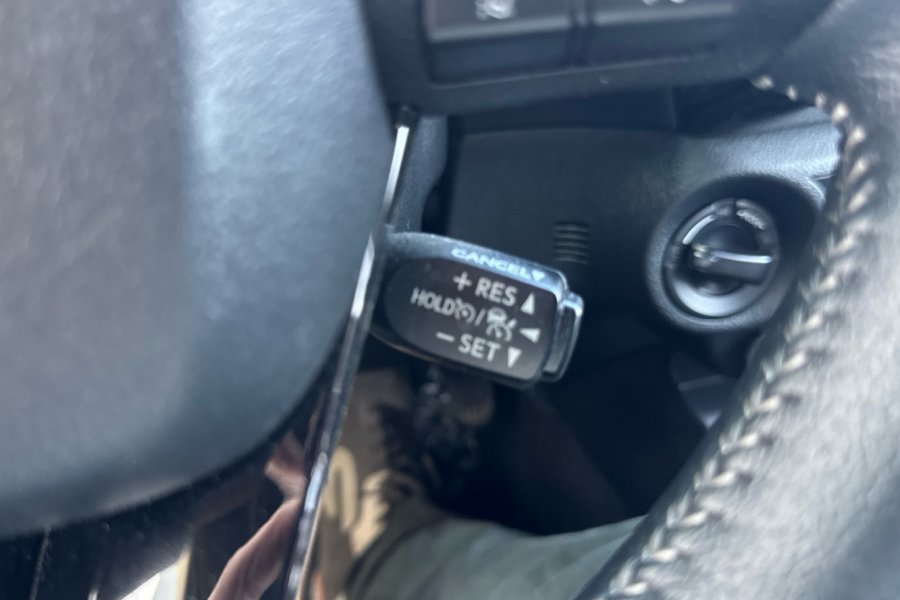 CANCEL
+ RES
HOLD /
− SET